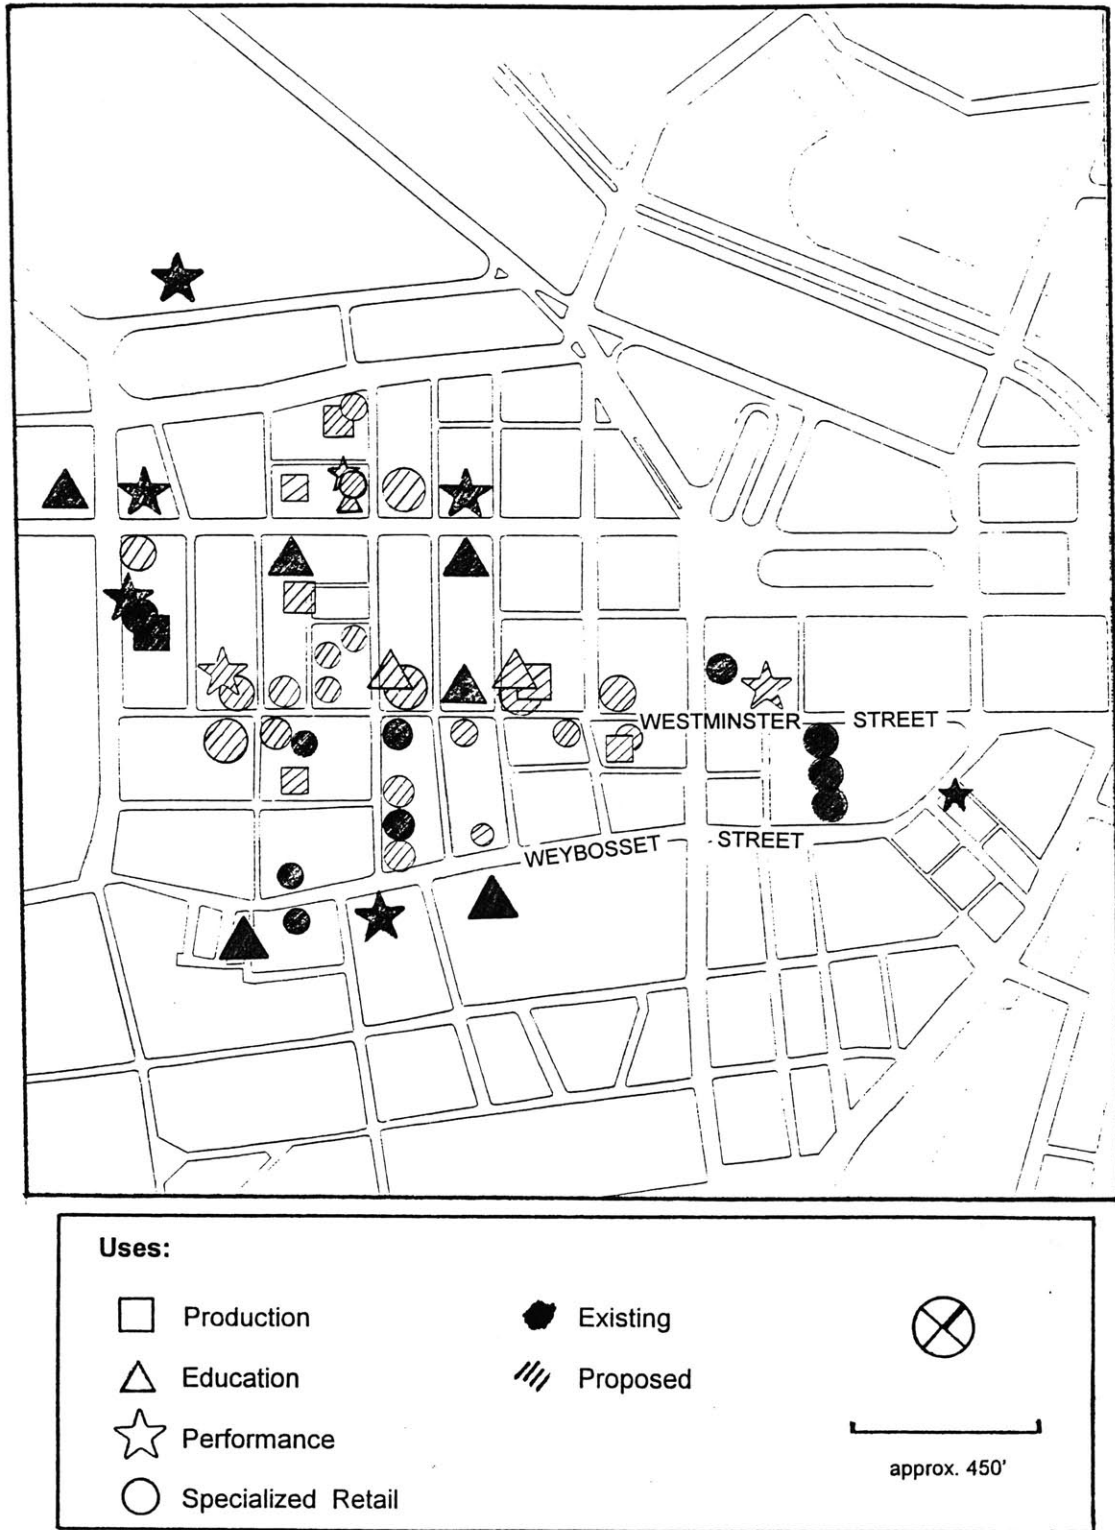 WESTMINSTER STREET
WEYBOSSET STREET
Uses:
Production
Existing
Education
Proposed
Performance
Specialized Retail
approx. 450'